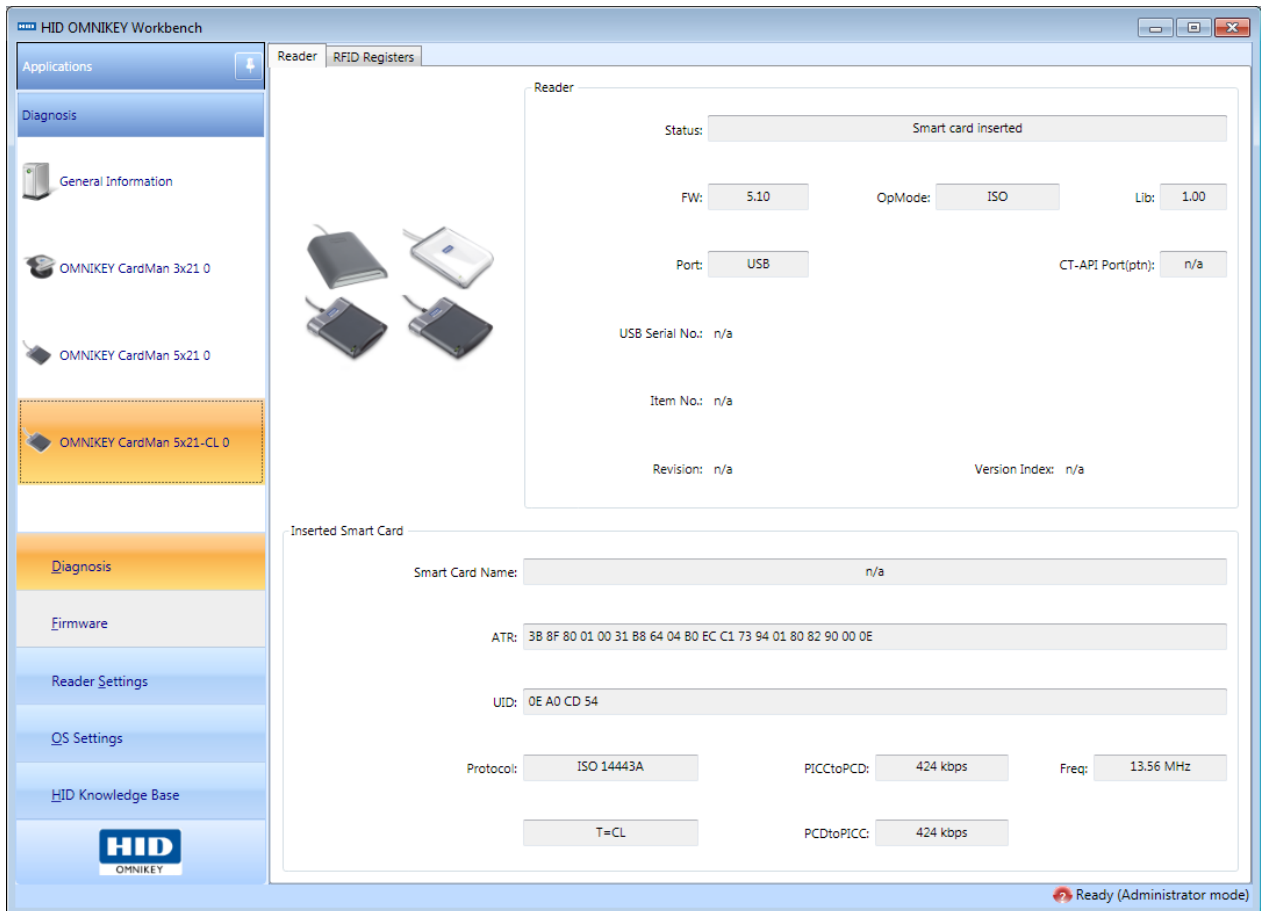 HID HID OMNIKEY Workbench
Applications
Diagnosis
General Information
OMNIKEY CardMan 3x21 0
OMNIKEY CardMan 5x21 0
OMNIKEY CardMan 5x21-CL 0
Diagnosis
Firmware
Reader Settings
OS Settings
HID Knowledge Base
HID
OMNIKEY
Reader RFID Registers
Reader
Status: Smart card inserted
FW: 5.10 OpMode: ISO Lib: 1.00
Port: USB CT-API Port(ptn): n/a
USB Serial No.: n/a
Item No.: n/a
Revision: n/a Version Index: n/a
Inserted Smart Card
Smart Card Name: n/a
ATR: 3B 8F 80 01 00 31 B8 64 04 B0 EC C1 73 94 01 80 82 90 00 0E
UID: 0E A0 CD 54
Protocol: ISO 14443A PICCtoPCD: 424 kbps Freq: 13.56 MHz
T=CL PCDtoPICC: 424 kbps
Ready (Administrator mode)